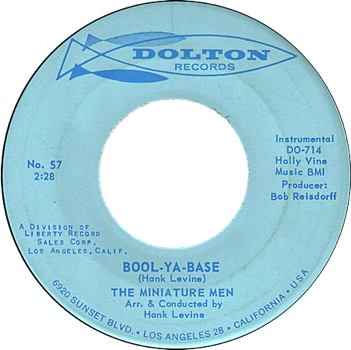 DOLTON
RECORDS
No. 57
2:28
Instrumental
DO-714
Holly Vine
Music BMI
Producer:
Bob Reisdorff
A DIVISION OF
LIBERTY RECORD
SALES CORP.
LOS ANGELES, CALIF.
BOOL-YA-BASE
(Hank Levine)
THE MINIATURE MEN
Arr. & Conducted by
Hank Levine
6920 SUNSET BLVD. • LOS ANGELES 28 • CALIFORNIA • USA